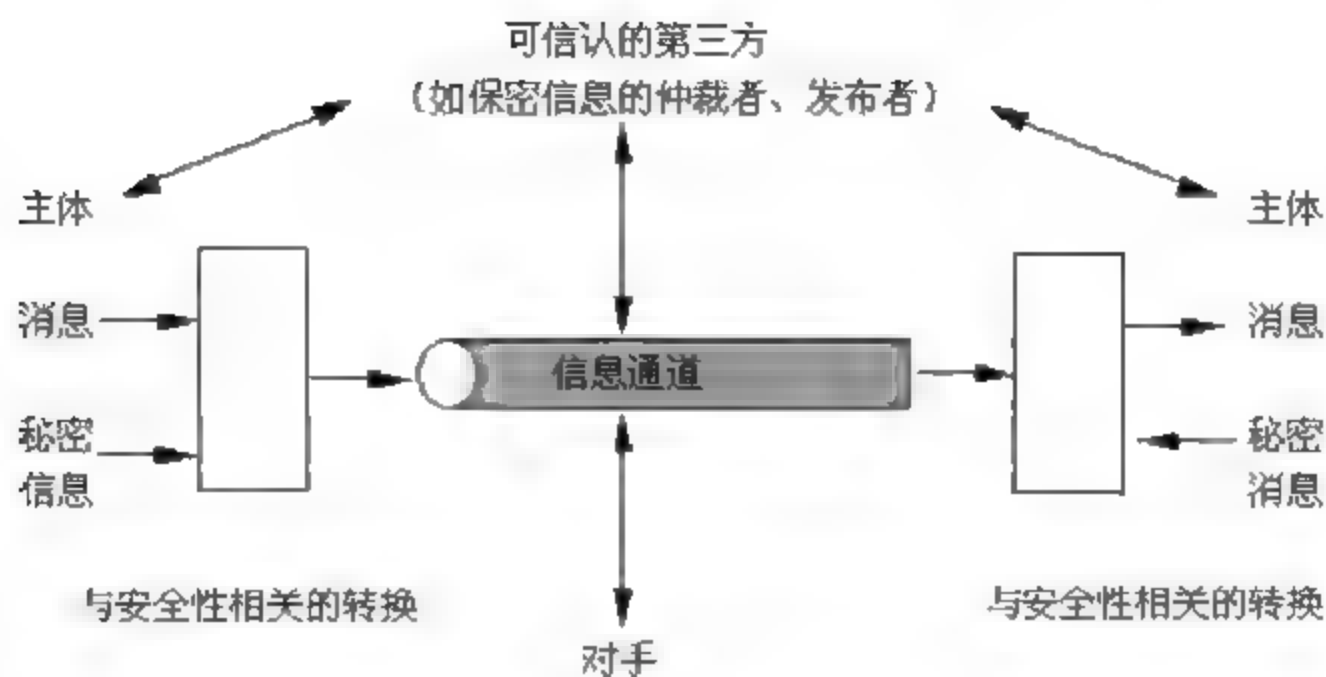 可信认的第三方
（如保密信息的仲裁者、发布者）
主体
主体
消息
消息
信息通道
秘密
信息
秘密
消息
与安全性相关的转换
与安全性相关的转换
对手